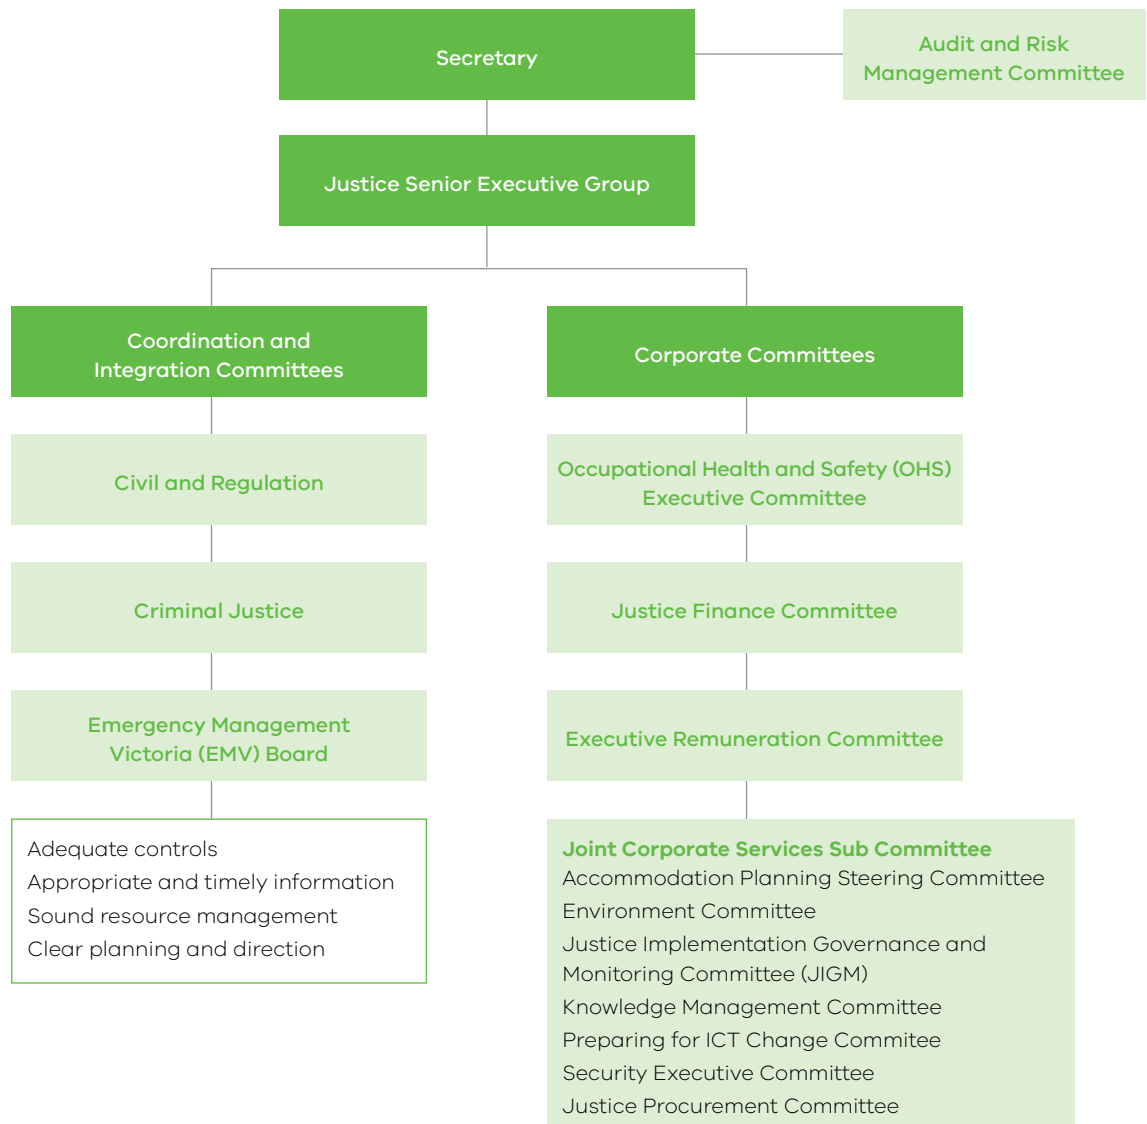 Secretary
Audit and Risk
Management Committee
Justice Senior Executive Group
Coordination and
Integration Committees
Corporate Committees
Civil and Regulation
Occupational Health and Safety (OHS)
Executive Committee
Criminal Justice
Justice Finance Committee
Emergency Management
Victoria (EMV) Board
Executive Remuneration Committee
Adequate controls
Appropriate and timely information
Sound resource management
Clear planning and direction
Joint Corporate Services Sub Committee
Accommodation Planning Steering Committee
Environment Committee
Justice Implementation Governance and
Monitoring Committee (JIGM)
Knowledge Management Committee
Preparing for ICT Change Commitee
Security Executive Committee
Justice Procurement Committee